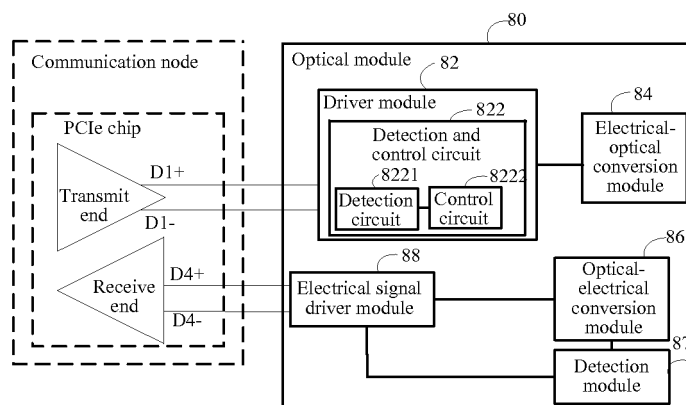 80
Communication node
Optical module
82
Driver module
822
84
PCIe chip
Detection and
control circuit
Electrical-
optical
conversion
module
D1+
8221
8222
Transmit
end
Detection
circuit
Control
circuit
D1-
86
D4+
88
Optical-
electrical
conversion
module
Receive
end
Electrical signal
driver module
D4-
87
Detection
module